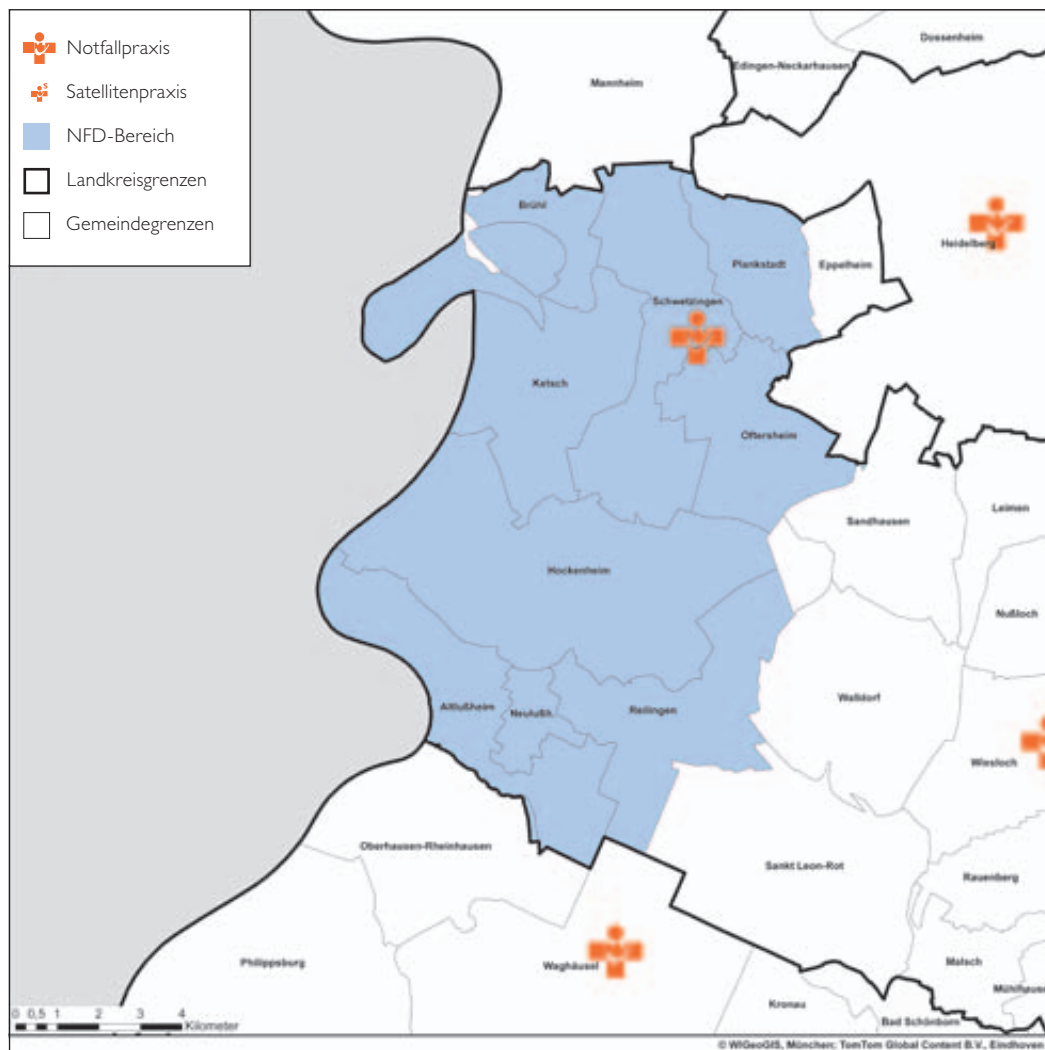 Notfallpraxis
S
Satellitenpraxis
NFD-Bereich
Landkreisgrenzen
Gemeindegrenzen
Dossenheim
Edingen-Neckarhausen
Mannheim
Brühl
Heidelberg
Plankstadt
Eppelheim
Schwetzingen
Ketsch
Oftersheim
Sandhausen
Leimen
Hockenheim
Nußloch
Walldorf
Altlußheim
Neulußh.
Reilingen
Wiesloch
Oberhausen-Rheinhausen
Sankt Leon-Rot
Rauenberg
Philippsburg
Waghäusel
Malsch
Mühlhause
Kronau
Bad Schönborn
0 0,5 1 2 3 4
Kilometer
© WIGeoGIS, München; TomTom Global Content B.V., Eindhoven